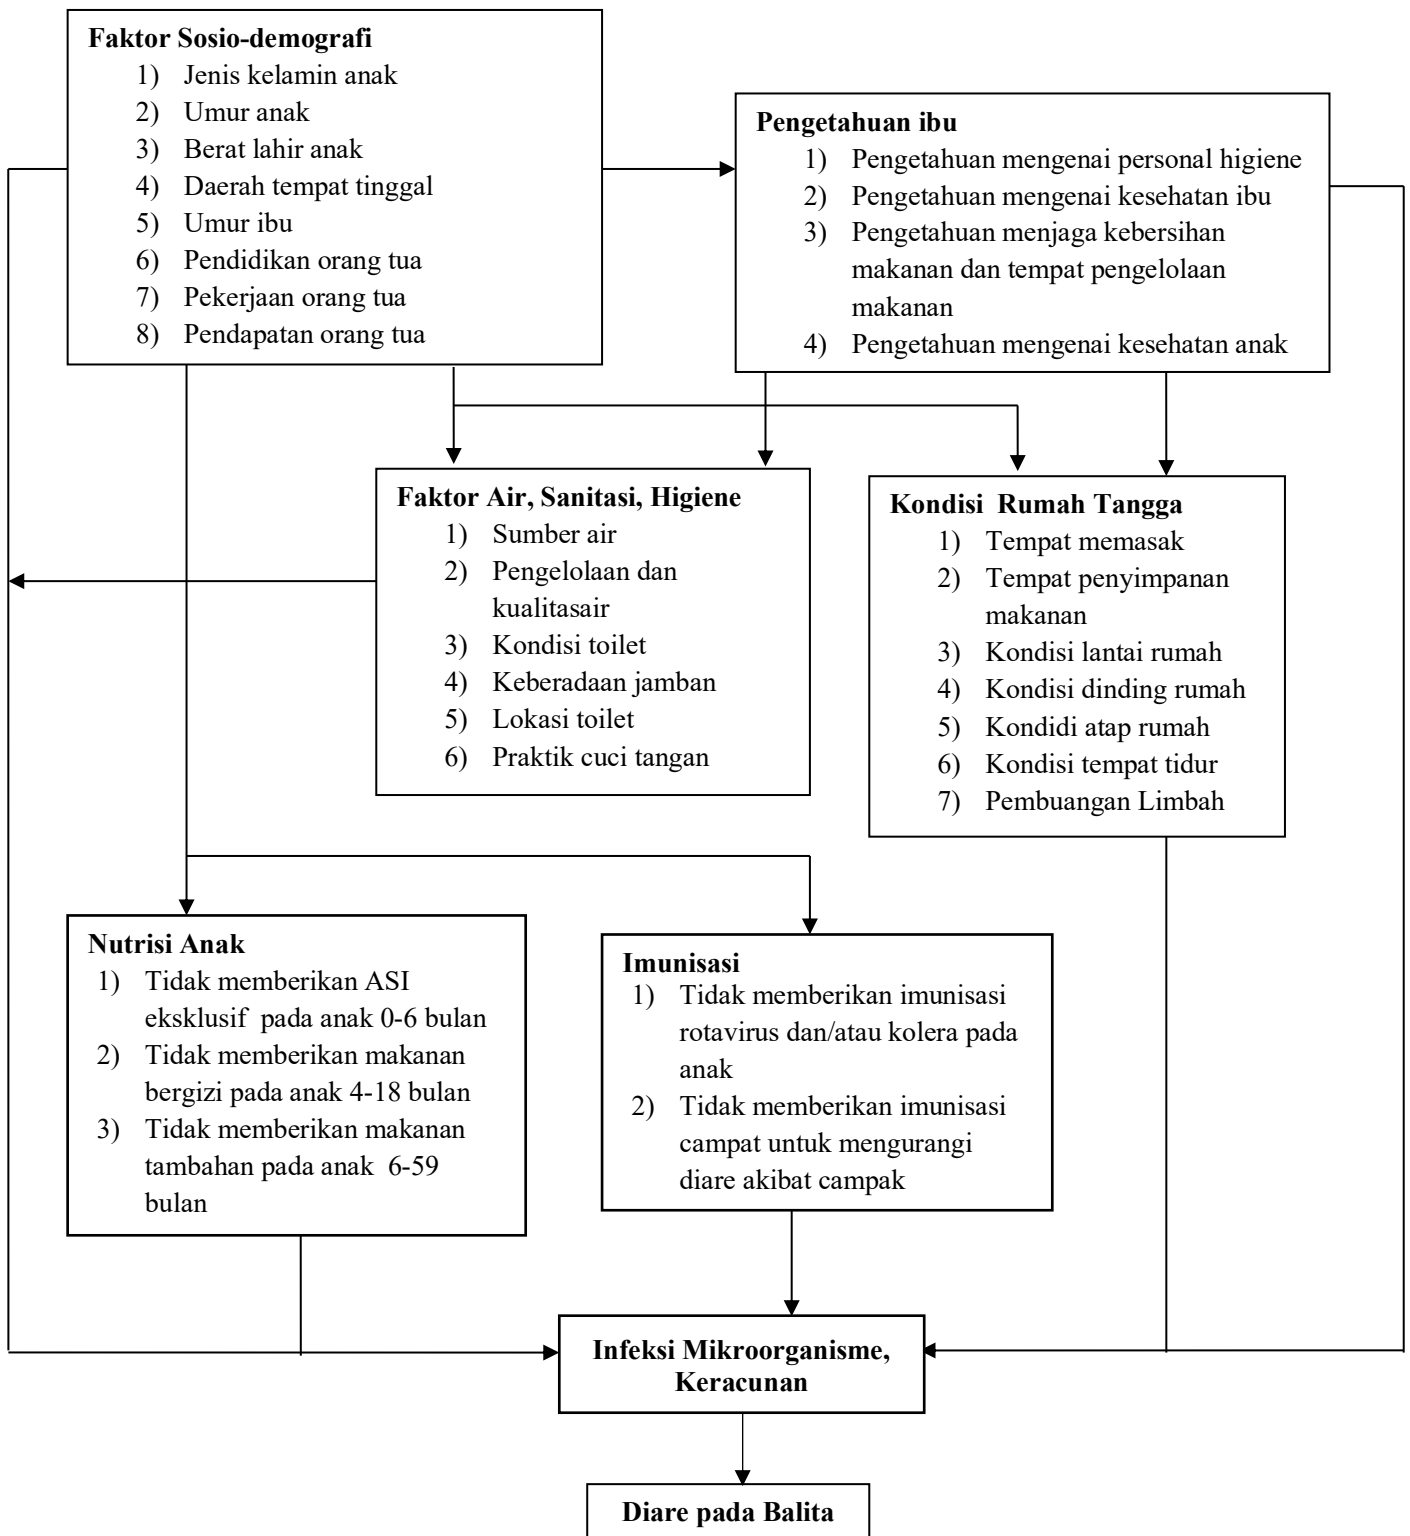 Faktor Sosio-demografi
1) Jenis kelamin anak
2) Umur anak
3) Berat lahir anak
4) Daerah tempat tinggal
5) Umur ibu
6) Pendidikan orang tua
7) Pekerjaan orang tua
8) Pendapatan orang tua
Pengetahuan ibu
1) Pengetahuan mengenai personal higiene
2) Pengetahuan mengenai kesehatan ibu
3) Pengetahuan menjaga kebersihan
makanan dan tempat pengelolaan
makanan
4) Pengetahuan mengenai kesehatan anak
Faktor Air, Sanitasi, Higiene
1) Sumber air
2) Pengelolaan dan
kualitasair
3) Kondisi toilet
4) Keberadaan jamban
5) Lokasi toilet
6) Praktik cuci tangan
Kondisi Rumah Tangga
1) Tempat memasak
2) Tempat penyimpanan
makanan
3) Kondisi lantai rumah
4) Kondisi dinding rumah
5) Kondidi atap rumah
6) Kondisi tempat tidur
7) Pembuangan Limbah
Nutrisi Anak
1) Tidak memberikan ASI
eksklusif pada anak 0-6 bulan
2) Tidak memberikan makanan
bergizi pada anak 4-18 bulan
3) Tidak memberikan makanan
tambahan pada anak 6-59
bulan
Imunisasi
1) Tidak memberikan imunisasi
rotavirus dan/atau kolera pada
anak
2) Tidak memberikan imunisasi
campat untuk mengurangi
diare akibat campak
Infeksi Mikroorganisme,
Keracunan
Diare pada Balita